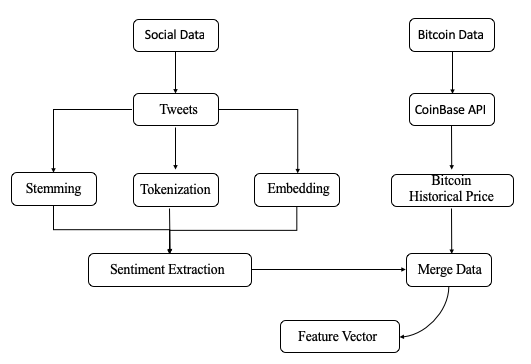 Social Data
Bitcoin Data
Tweets
CoinBase API
Stemming
Tokenization
Embedding
Bitcoin
Historical Price
Sentiment Extraction
Merge Data
Feature Vector